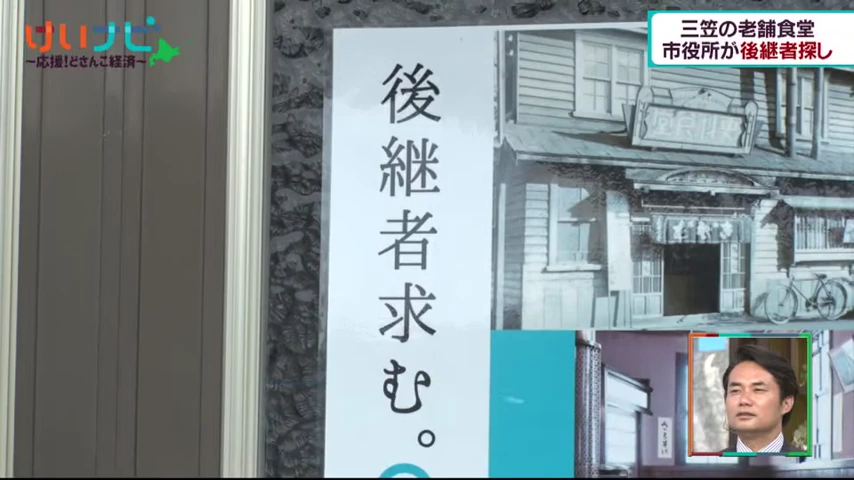 けいナビ
～応援!どさんこ経済～
三笠の老舗食堂
市役所が後継者探し
後継者求む。